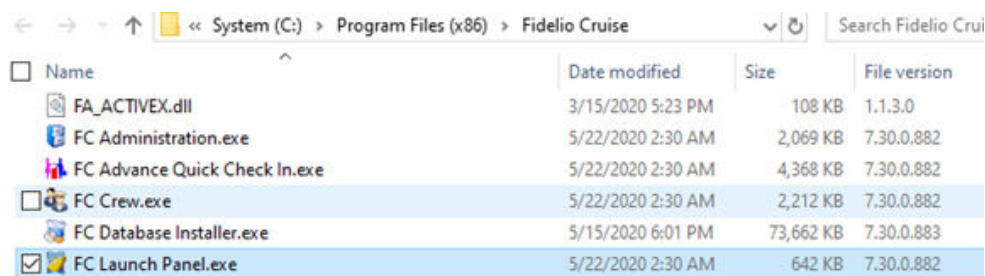 « System (C:) > Program Files (x86) > Fidelio Cruise Search Fidelio Crui
Name Date modified Size File version
FA_ACTIVEX.dll 3/15/2020 5:23 PM 108 KB 1.1.3.0
FC Administration.exe 5/22/2020 2:30 AM 2,069 KB 7.30.0.882
FC Advance Quick Check In.exe 5/22/2020 2:30 AM 4,368 KB 7.30.0.882
FC Crew.exe 5/22/2020 2:30 AM 2,212 KB 7.30.0.882
FC Database Installer.exe 5/15/2020 6:01 PM 73,662 KB 7.30.0.883
FC Launch Panel.exe 5/22/2020 2:30 AM 642 KB 7.30.0.882